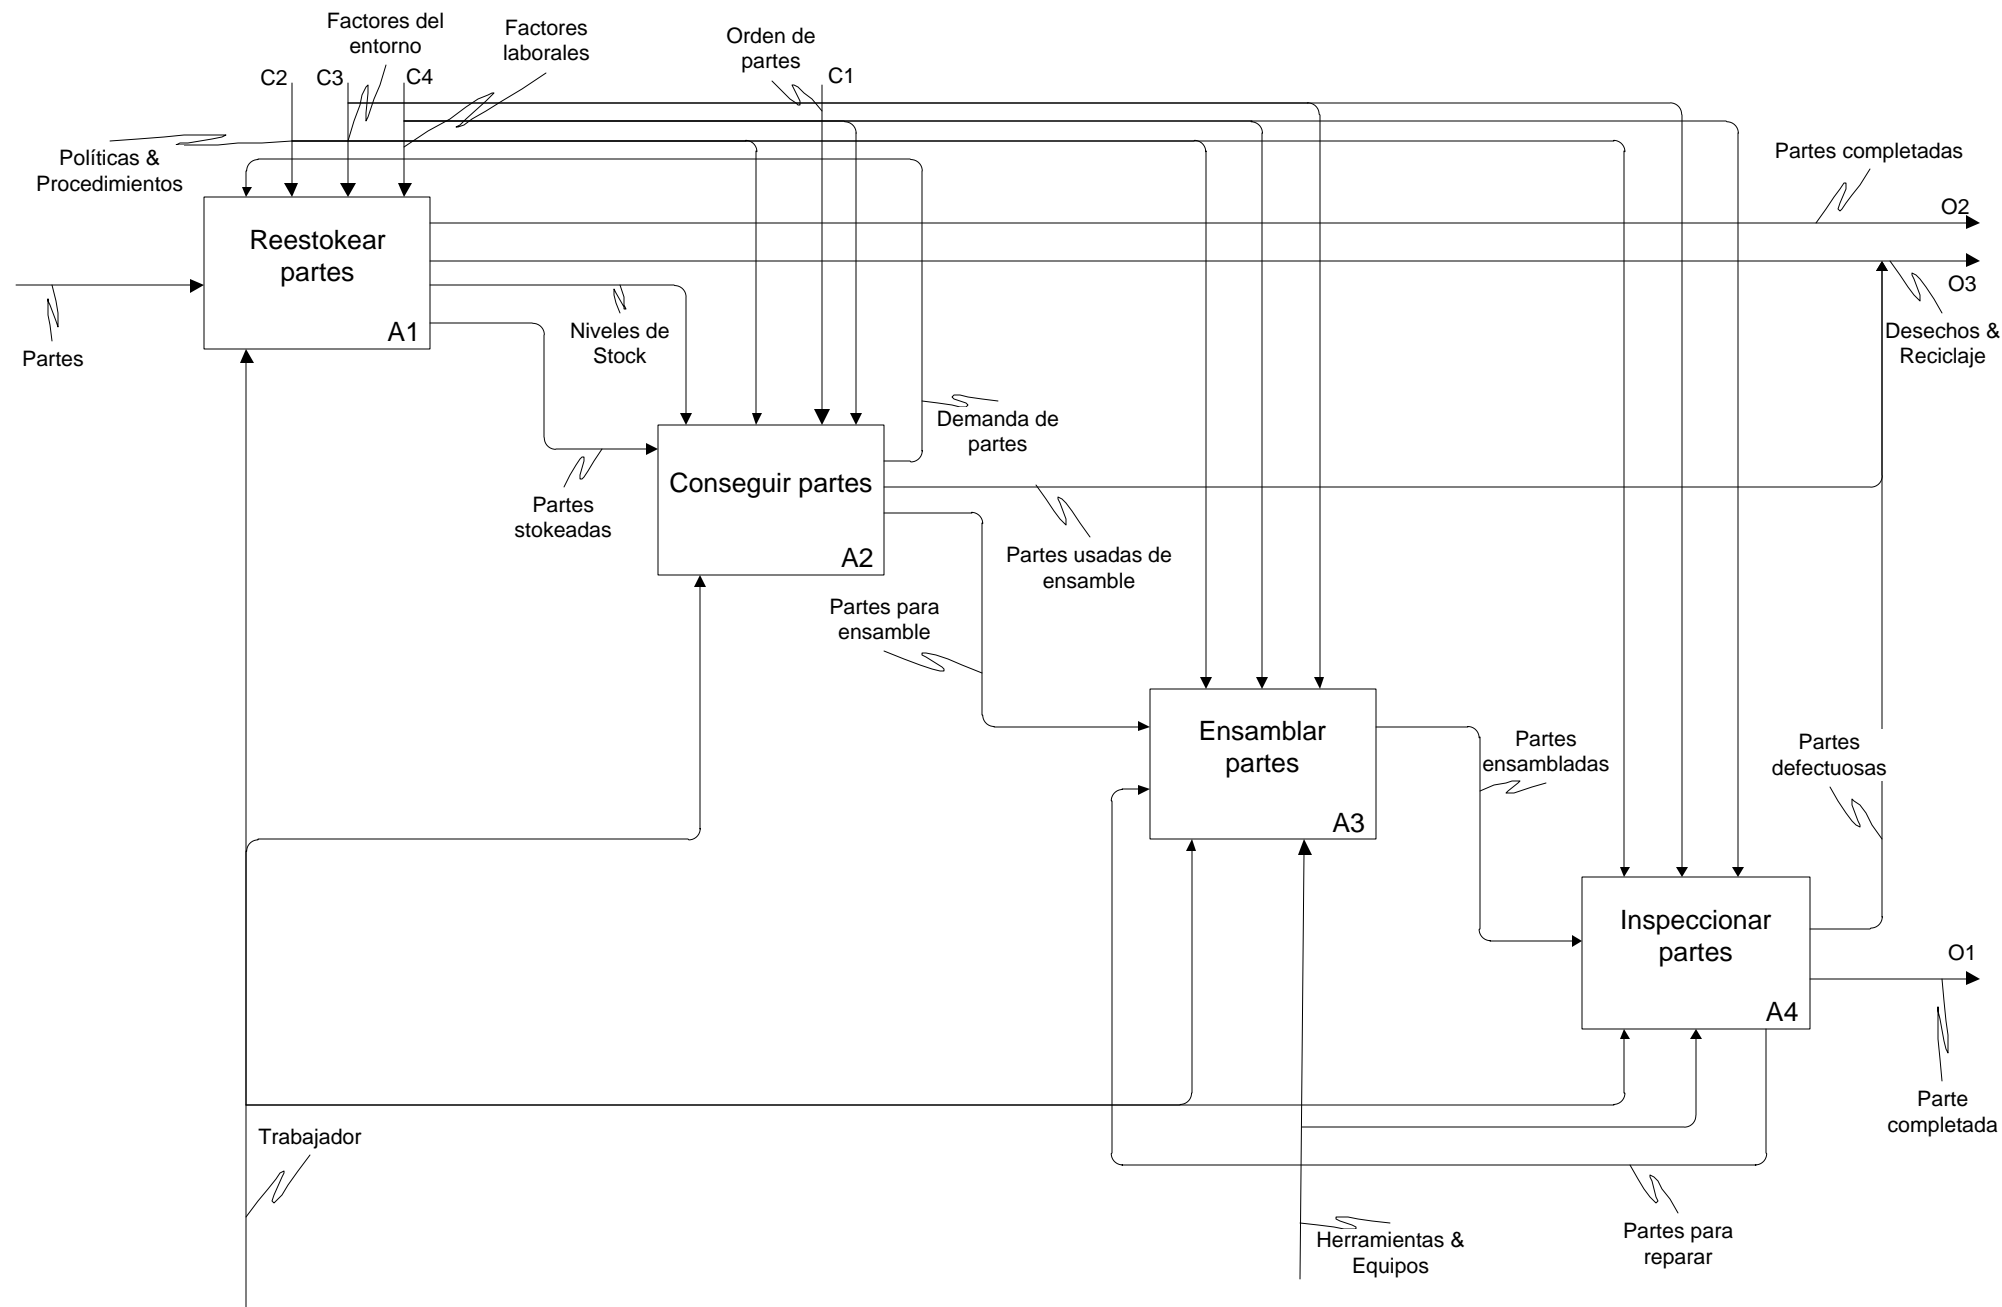 Factores del
entorno
Factores
laborales
Orden de
partes
C2
C3
C4
C1
Políticas &
Procedimientos
Partes completadas
O2
Reestokear
partes
A1
O3
Partes
Niveles de
Stock
Desechos &
Reciclaje
Demanda de
partes
Conseguir partes
A2
Partes
stokeadas
Partes usadas de
ensamble
Partes para
ensamble
Ensamblar
partes
A3
Partes
ensambladas
Partes
defectuosas
Inspeccionar
partes
A4
O1
Parte
completada
Trabajador
Herramientas &
Equipos
Partes para
reparar